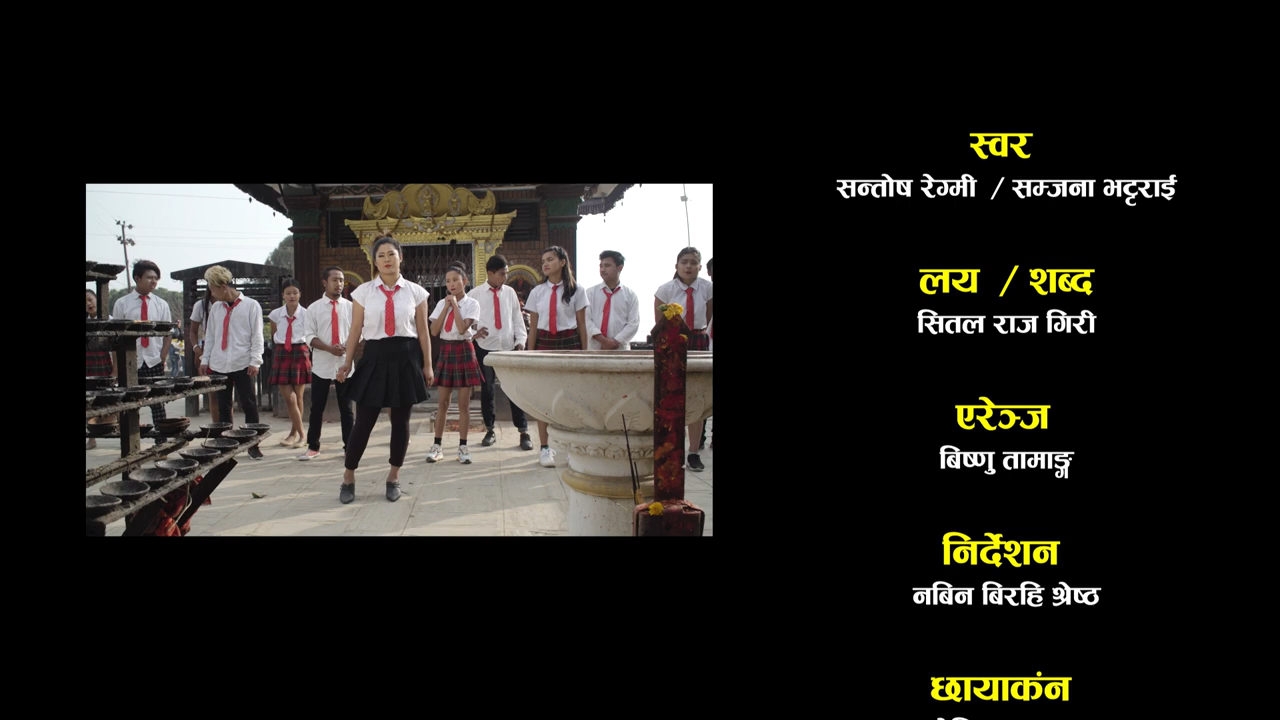 स्वर
सन्तोष रेग्मी / सम्जना भट्टराई
लय / शब्द
सितल राज गिरी
एरेञ्ज
बिष्णु तामाङ्ग
निर्देशन
नबिन बिरहि श्रेष्ठ
छायाकंन